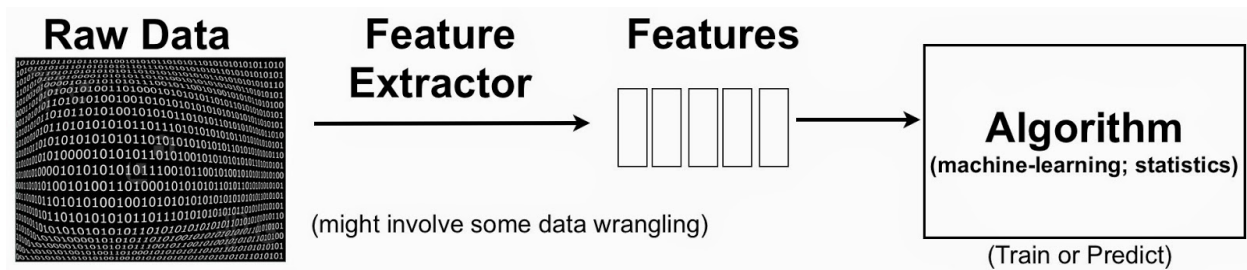 Raw Data
Feature
Extractor
Features
Algorithm
(machine-learning; statistics)
(might involve some data wrangling)
(Train or Predict)